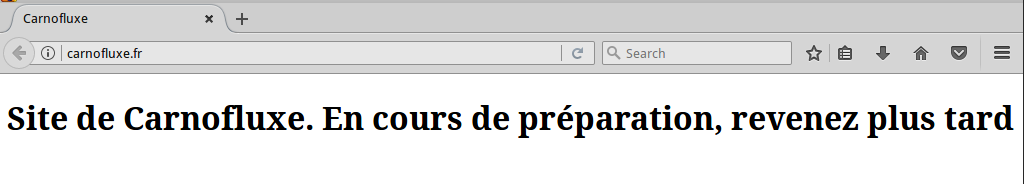 Carnofluxe
carnofluxe.fr
Search
Site de Carnofluxe. En cours de préparation, revenez plus tard